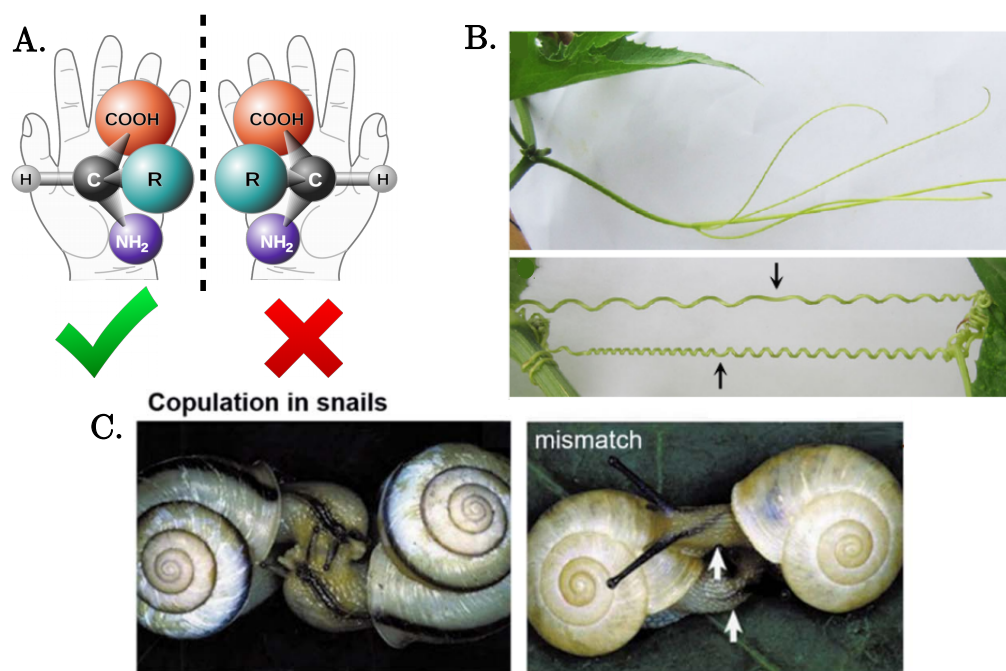 A.
COOH
H
C
R
NH2
COOH
R
C
H
NH2
B.
Copulation in snails
C.
mismatch